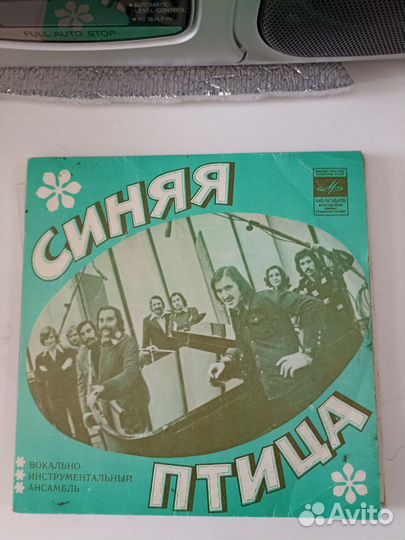 AUTOMATIC
LEVEL CONTROL
AC BUILT-IN
FULL AUTO STOP
СИНЯЯ
МЕЛОДИЯ
ПТИЦА
ВОКАЛЬНО-
ИНСТРУМЕНТАЛЬНЫЙ
АНСАМБЛЬ
Avito